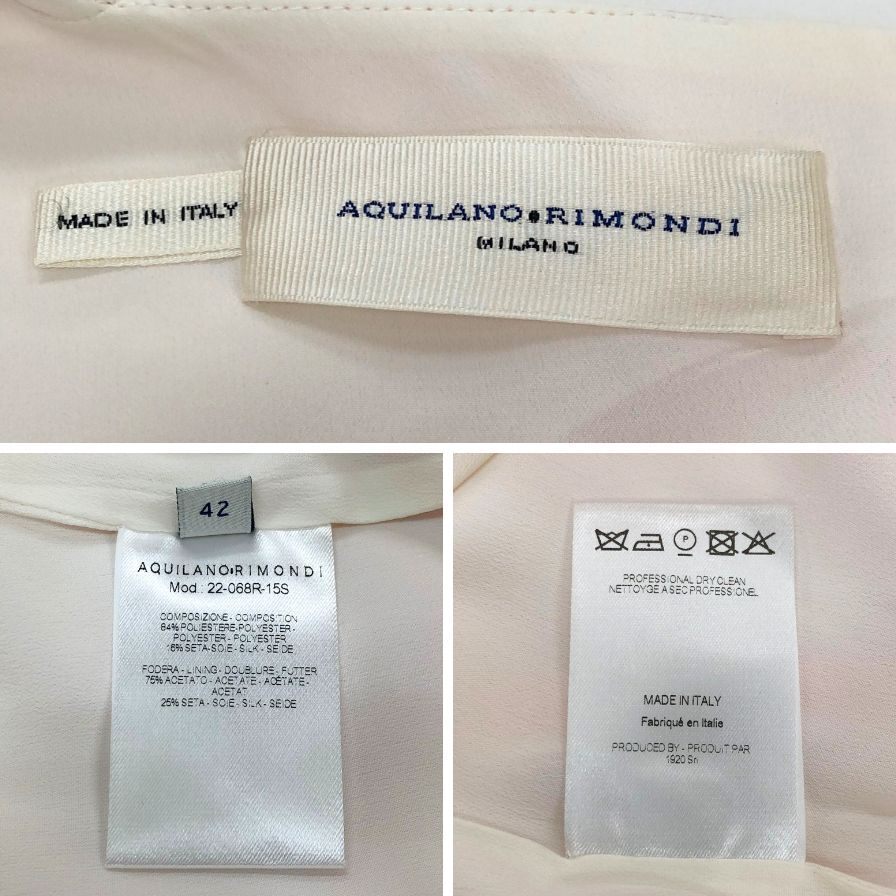 MADE IN ITALY
AQUILANO•RIMONDI
MILANO
42
AQUILANO•RIMONDI
Mod.: 22-068R-15S
COMPOSIZIONE - COMPOSITION
84% POLIESTERE-POLYESTER-
POLYESTER - POLYESTER
16% SETA-SOIE - SILK - SEIDE
FODERA - LINING - DOUBLURE - FUTTER
75% ACETATO - ACETATE - ACÉTATE -
ACETAT
25% SETA - SOIE - SILK - SEIDE
P
PROFESSIONAL DRY CLEAN
NETTOYGE A SEC PROFESSIONEL
MADE IN ITALY
Fabriqué en Italie
PRODUCED BY - PRODUIT PAR
1920 Srl